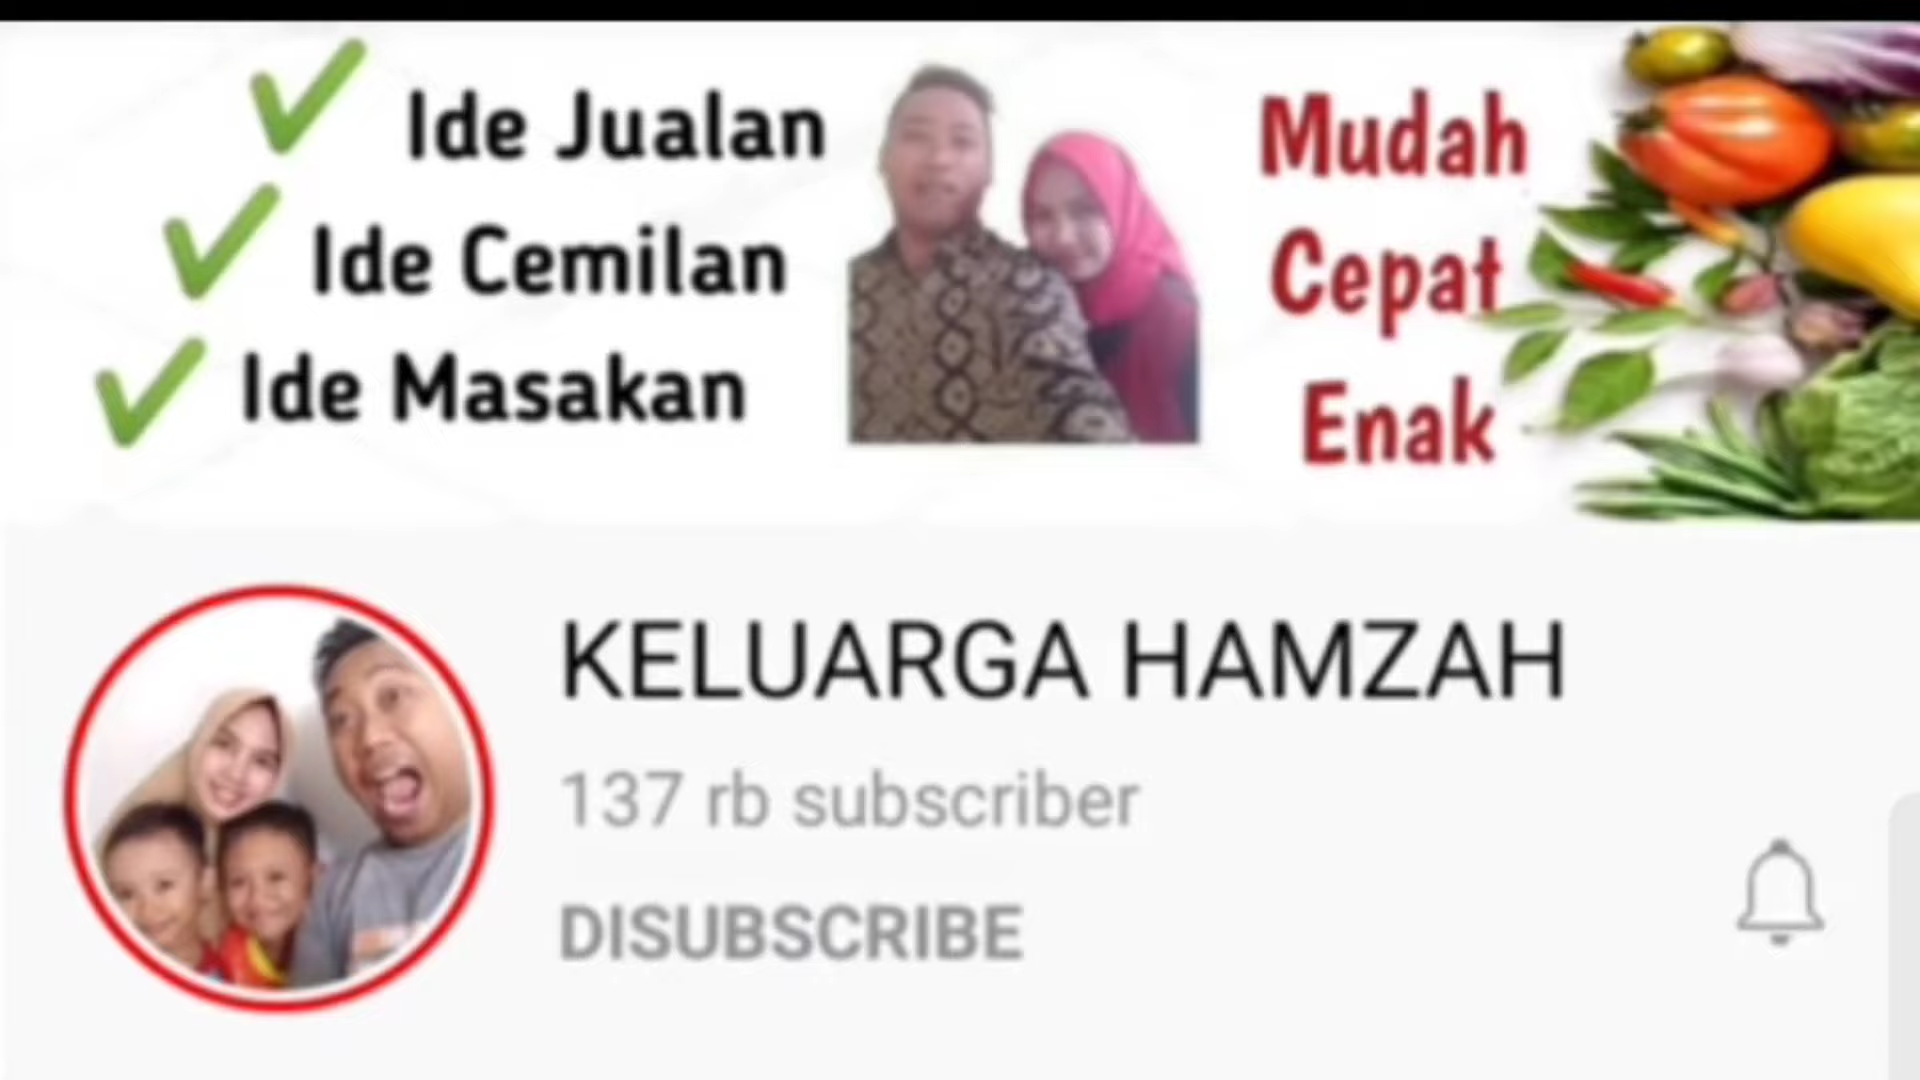 Ide Jualan
Ide Cemilan
Ide Masakan
Mudah
Cepat
Enak
KELUARGA HAMZAH
137 rb subscriber
DISUBSCRIBE